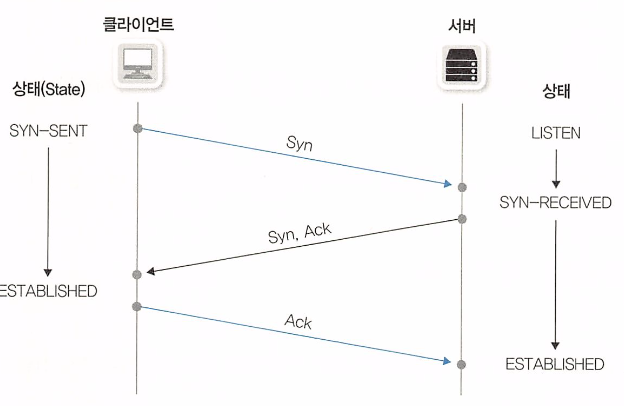 클라이언트
서버
상태(State)
상태
SYN-SENT
LISTEN
Syn
SYN-RECEIVED
Syn, Ack
ESTABLISHED
Ack
ESTABLISHED